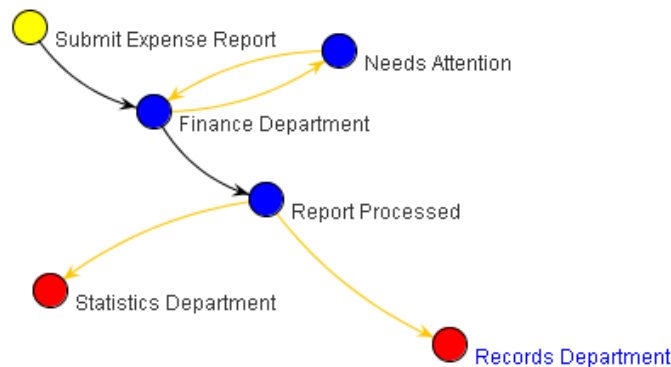 Submit Expense Report
Needs Attention
Finance Department
Report Processed
Statistics Department
Records Department